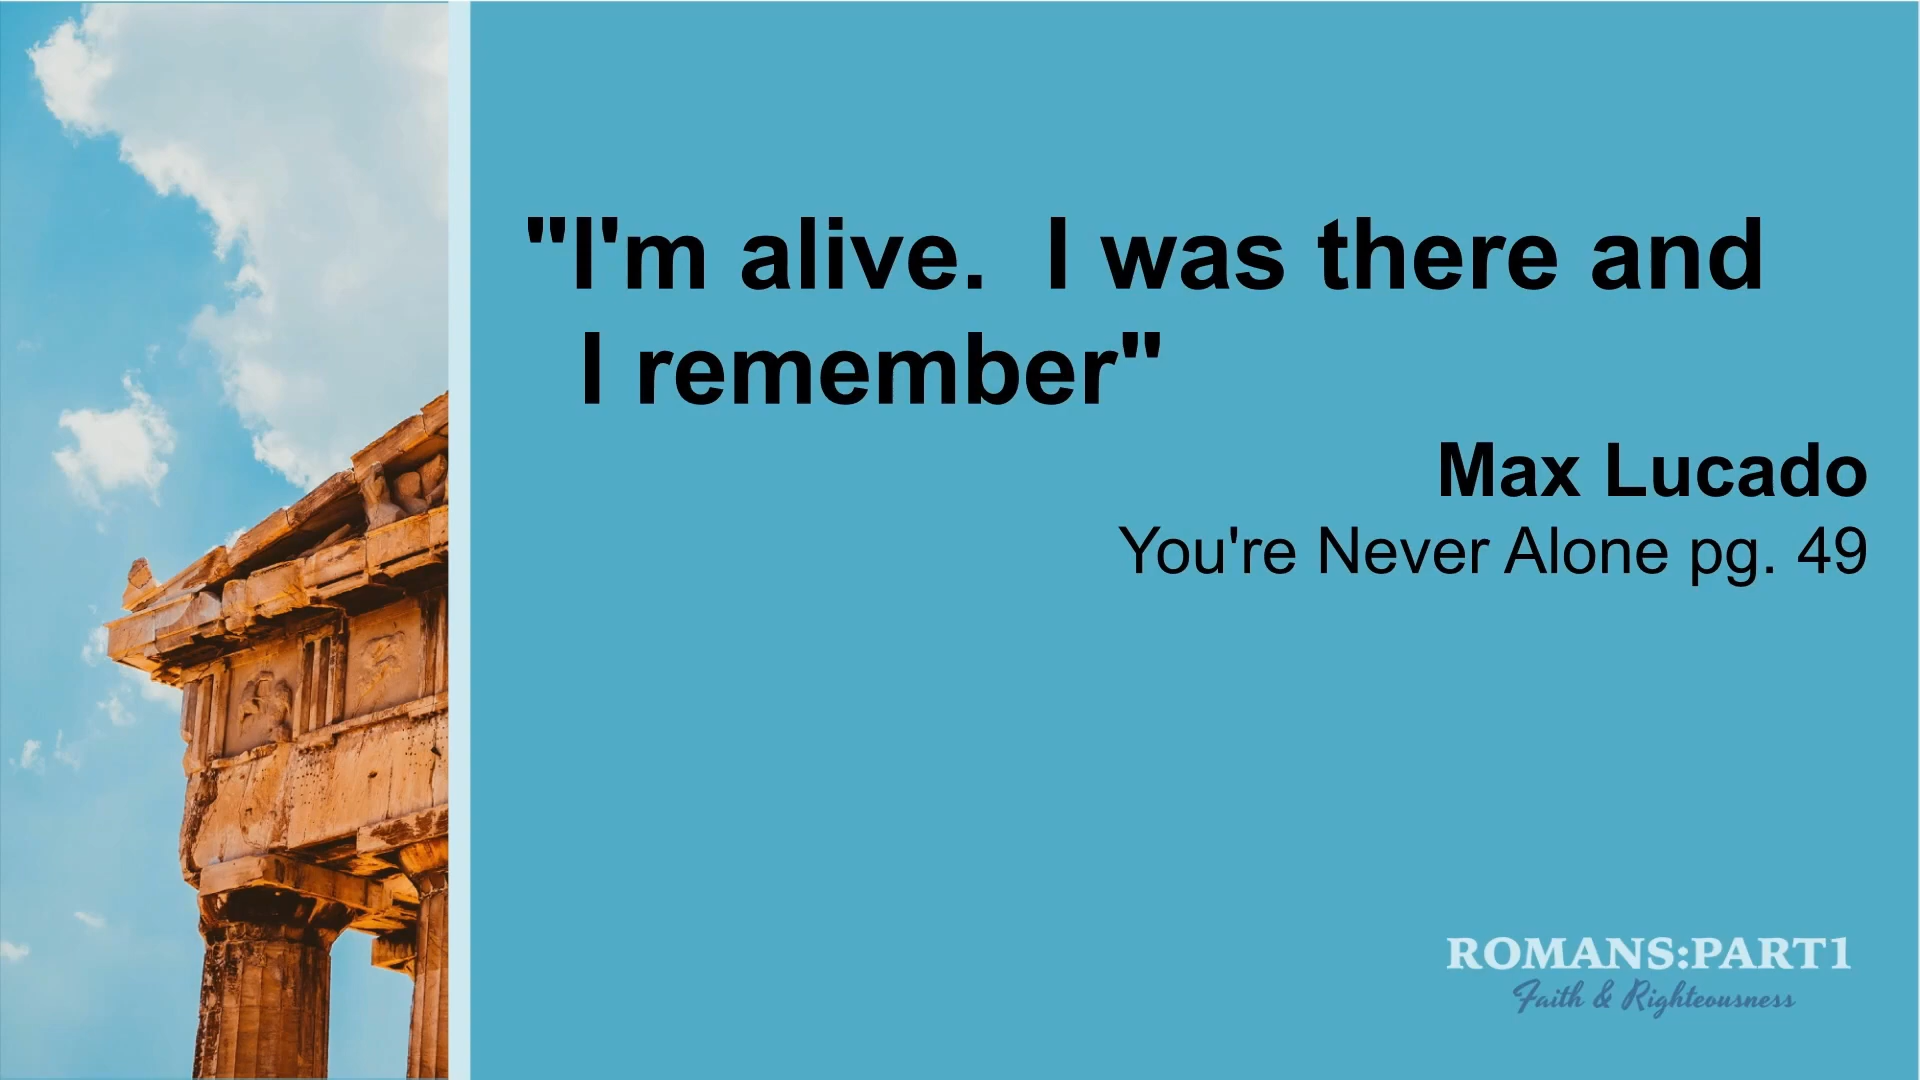 "I'm alive.  I was there and
I remember"
Max Lucado
You're Never Alone pg. 49
ROMANS:PART1
Faith & Righteousness